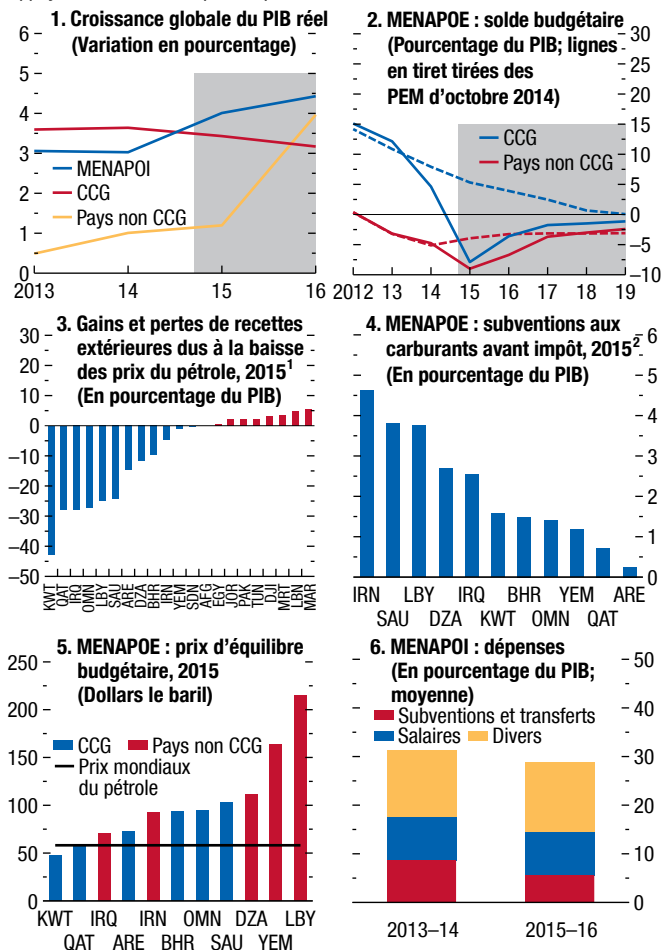 1. Croissance globale du PIB réel
(Variation en pourcentage)
6
5
4
3
2
1
0
MENAPOI
CCG
Pays non CCG
2013 14 15 16
2. MENAPOE : solde budgétaire
(Pourcentage du PIB; lignes
en tiret tirées des
PEM d’octobre 2014)
30
25
20
15
10
5
0
–5
–10
CCG
Pays non CCG
2012 13 14 15 16 17 18 19
3. Gains et pertes de recettes
extérieures dus à la baisse
des prix du pétrole, 2015¹
(En pourcentage du PIB)
30
20
10
0
–10
–20
–30
–40
–50
KWT QAT IRQ OMN LBY SAU ARE DZA BHR IRN YEM SDN AFG EGY JOR PAK TUN DJI MRT LBN MAR
4. MENAPOE : subventions aux
carburants avant impôt, 2015²
(En pourcentage du PIB)
6
5
4
3
2
1
0
IRN LBY IRQ BHR YEM ARE
SAU DZA KWT OMN QAT
5. MENAPOE : prix d’équilibre
budgétaire, 2015
(Dollars le baril)
250
200
150
100
50
0
CCG Pays non CCG
Prix mondiaux
du pétrole
KWT IRQ IRN OMN DZA LBY
QAT ARE BHR SAU YEM
6. MENAPOI : dépenses
(En pourcentage du PIB;
moyenne)
50
40
30
20
10
0
Subventions et transferts
Salaires Divers
2013–14 2015–16